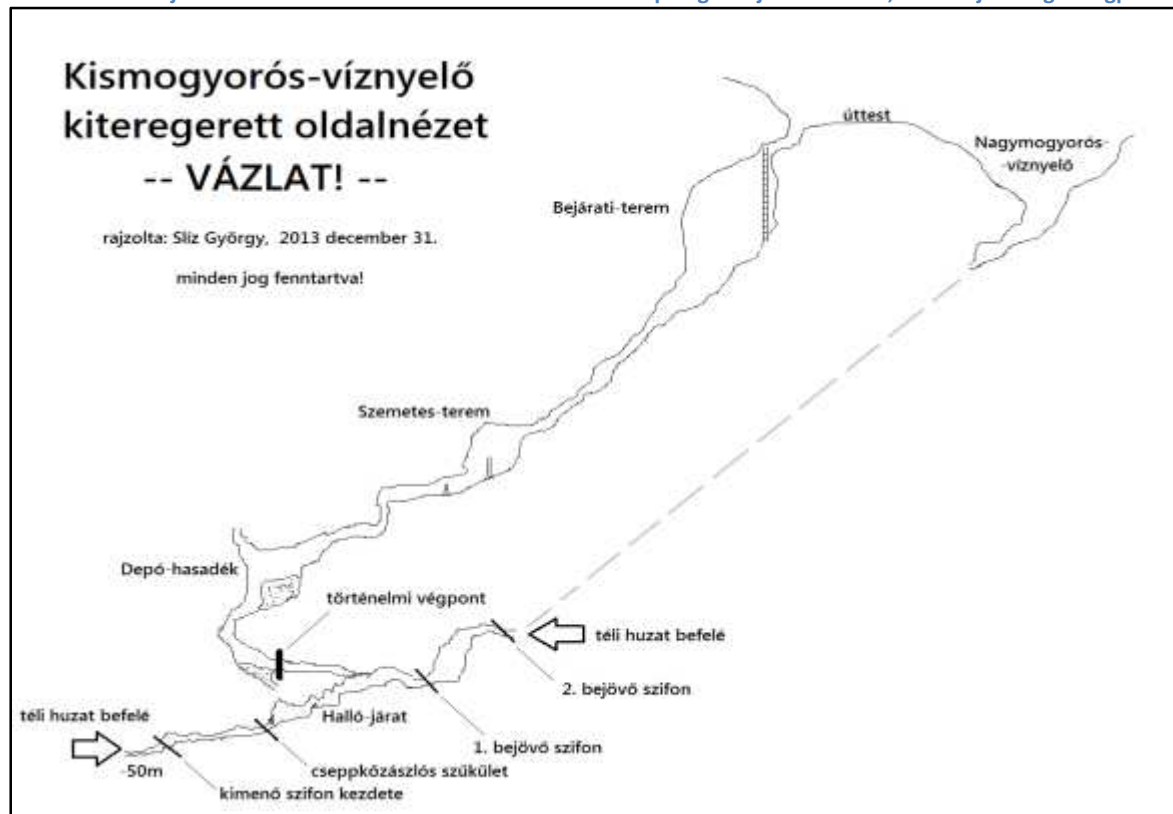 Kismogyorós-víznyelő
kiteregerett oldalnézet
-- VÁZLAT! --
rajzolta: Slíz György, 2013 december 31.
minden jog fenntartva!
úttest
Nagymogyorós-
víznyelő
Bejárati-terem
Szemetes-terem
Depó-hasadék
történelmi végpont
téli huzat befelé
2. bejövő szifon
téli huzat befelé
Halló-járat
1. bejövő szifon
-50m
cseppkőzászlós szűkület
kimenő szifon kezdete